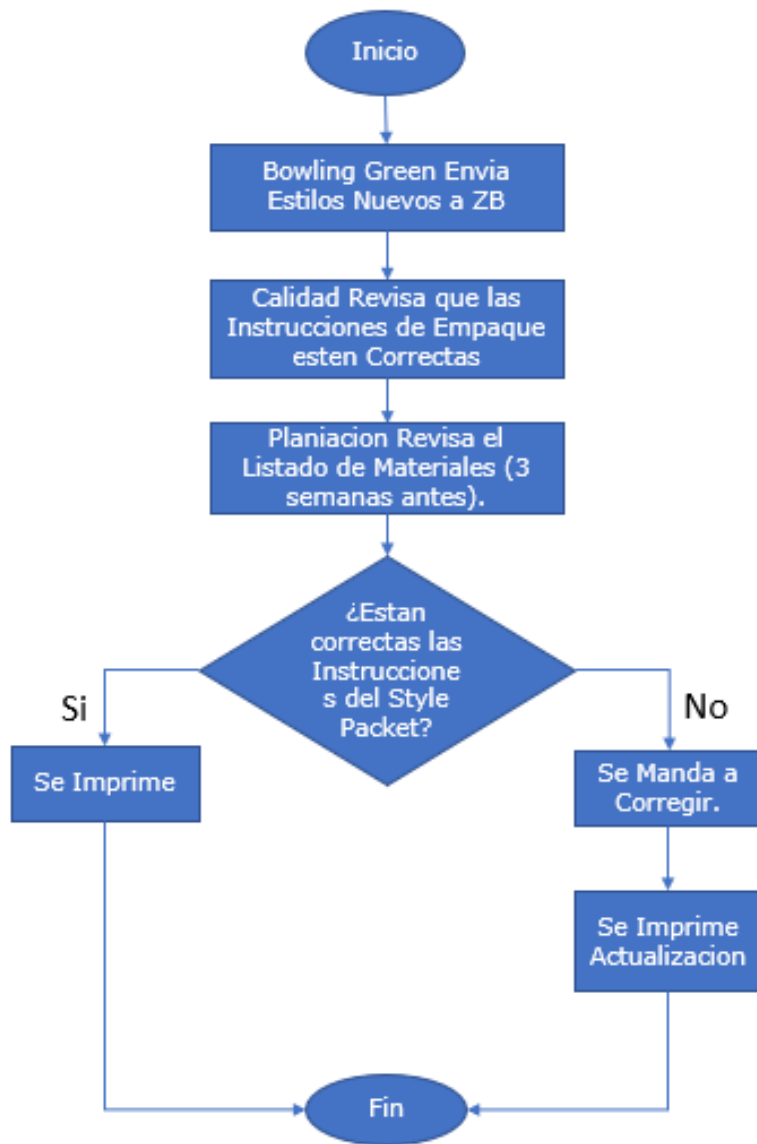 Inicio
Bowling Green Envia
Estilos Nuevos a ZB
Calidad Revisa que las
Instrucciones de Empaque
esten Correctas
Planiacion Revisa el
Listado de Materiales (3
semanas antes).
¿Estan
correctas las
Instruccione
s del Style
Packet?
Si
No
Se Imprime
Se Manda a
Corregir.
Se Imprime
Actualizacion
Fin